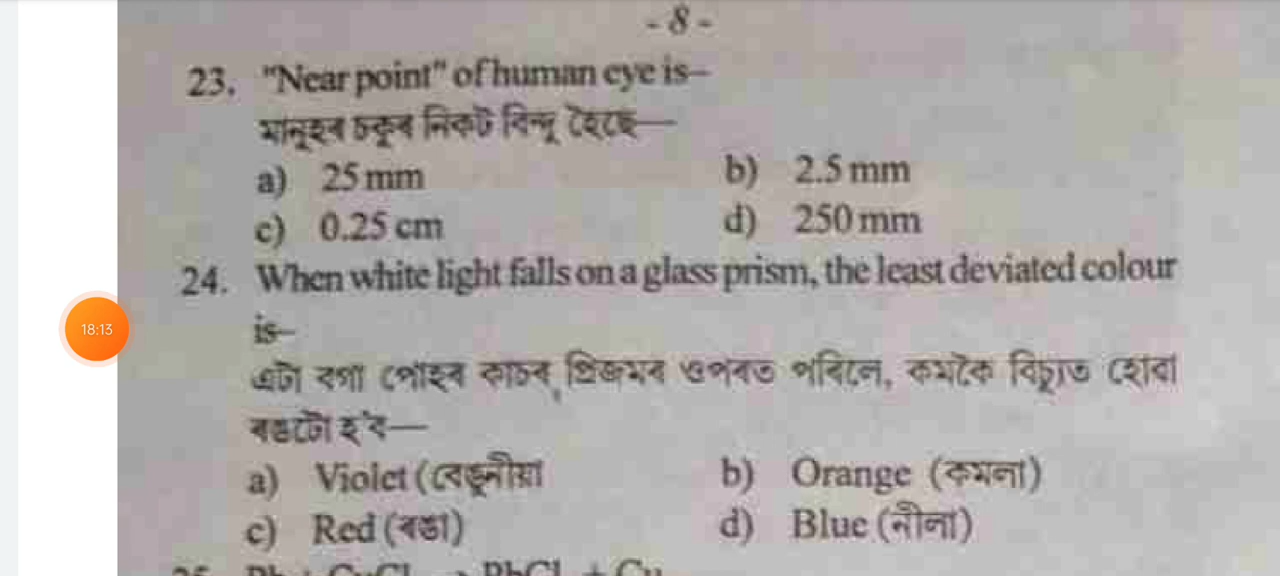 - 8 -
23. "Near point" of human eye is–
মানুহৰ চকুৰ নিকট বিন্দু হৈছে—
a) 25 mm b) 2.5 mm
c) 0.25 cm d) 250 mm
24. When white light falls on a glass prism, the least deviated colour
is–
এটা বগা পোহৰ কাচৰ প্ৰিজমৰ ওপৰত পৰিলে, কমকৈ বিচ্যুত হোৱা
ৰঙটো হ'ব—
a) Violet (বেঙুনীয়া b) Orange (কমলা)
c) Red (ৰঙা) d) Blue (নীলা)
18:13